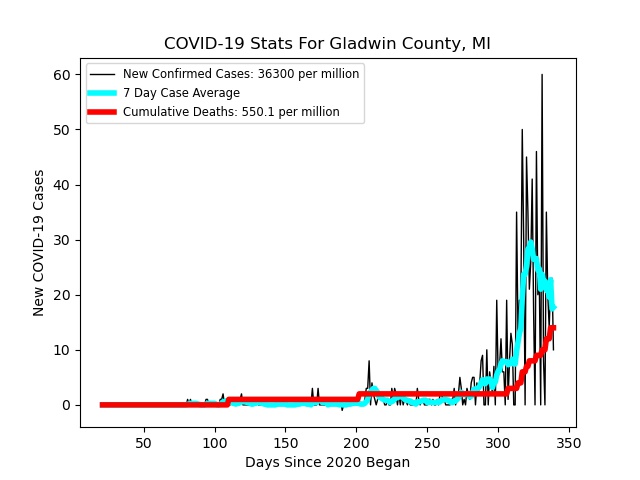 COVID-19 Stats For Gladwin County, MI
New Confirmed Cases: 36300 per million
7 Day Case Average
Cumulative Deaths: 550.1 per million
New COVID-19 Cases
60
50
40
30
20
10
0
50 100 150 200 250 300 350
Days Since 2020 Began